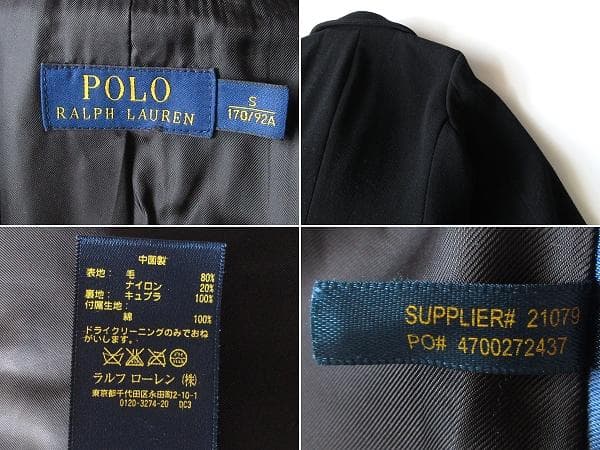 POLO
RALPH LAUREN
S
170/92A
中国製
表地: 毛 80%
ナイロン 20%
裏地: キュプラ 100%
付属生地:
綿 100%
ドライクリーニングのみでおね
がいします。
ラルフ ローレン (株)
東京都千代田区永田町2-10-1
0120-3274-20 DC3
SUPPLIER# 21079
PO# 4700272437